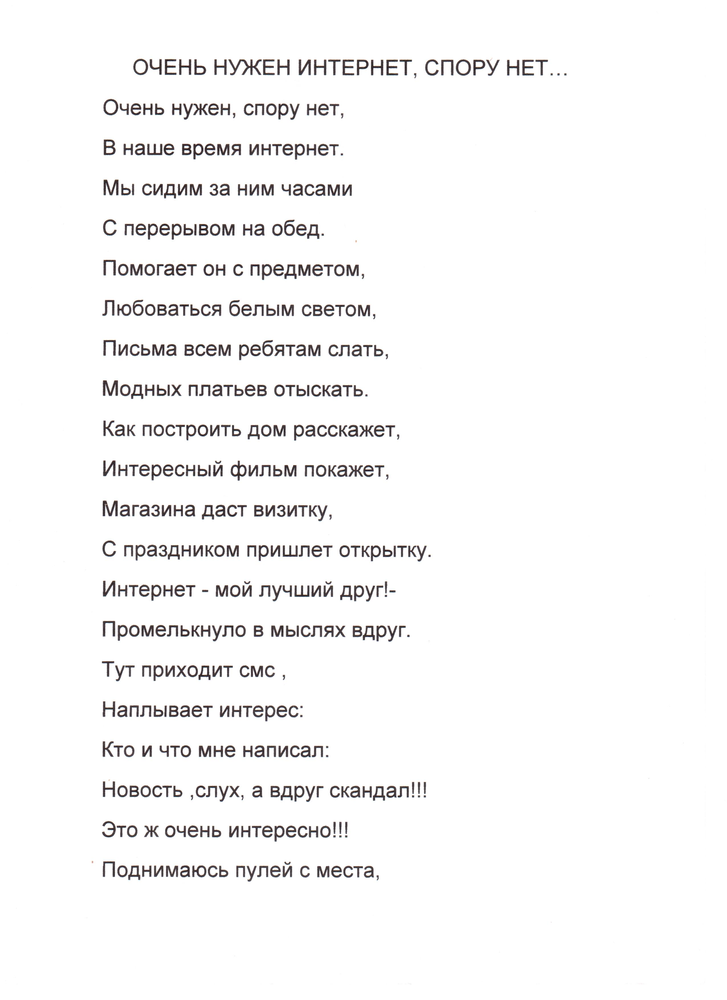 ОЧЕНЬ НУЖЕН ИНТЕРНЕТ, СПОРУ НЕТ...
Очень нужен, спору нет,
В наше время интернет.
Мы сидим за ним часами
С перерывом на обед.
Помогает он с предметом,
Любоваться белым светом,
Письма всем ребятам слать,
Модных платьев отыскать.
Как построить дом расскажет,
Интересный фильм покажет,
Магазина даст визитку,
С праздником пришлет открытку.
Интернет - мой лучший друг!-
Промелькнуло в мыслях вдруг.
Тут приходит смс ,
Наплывает интерес:
Кто и что мне написал:
Новость ,слух, а вдруг скандал!!!
Это ж очень интересно!!!
Поднимаюсь пулей с места,